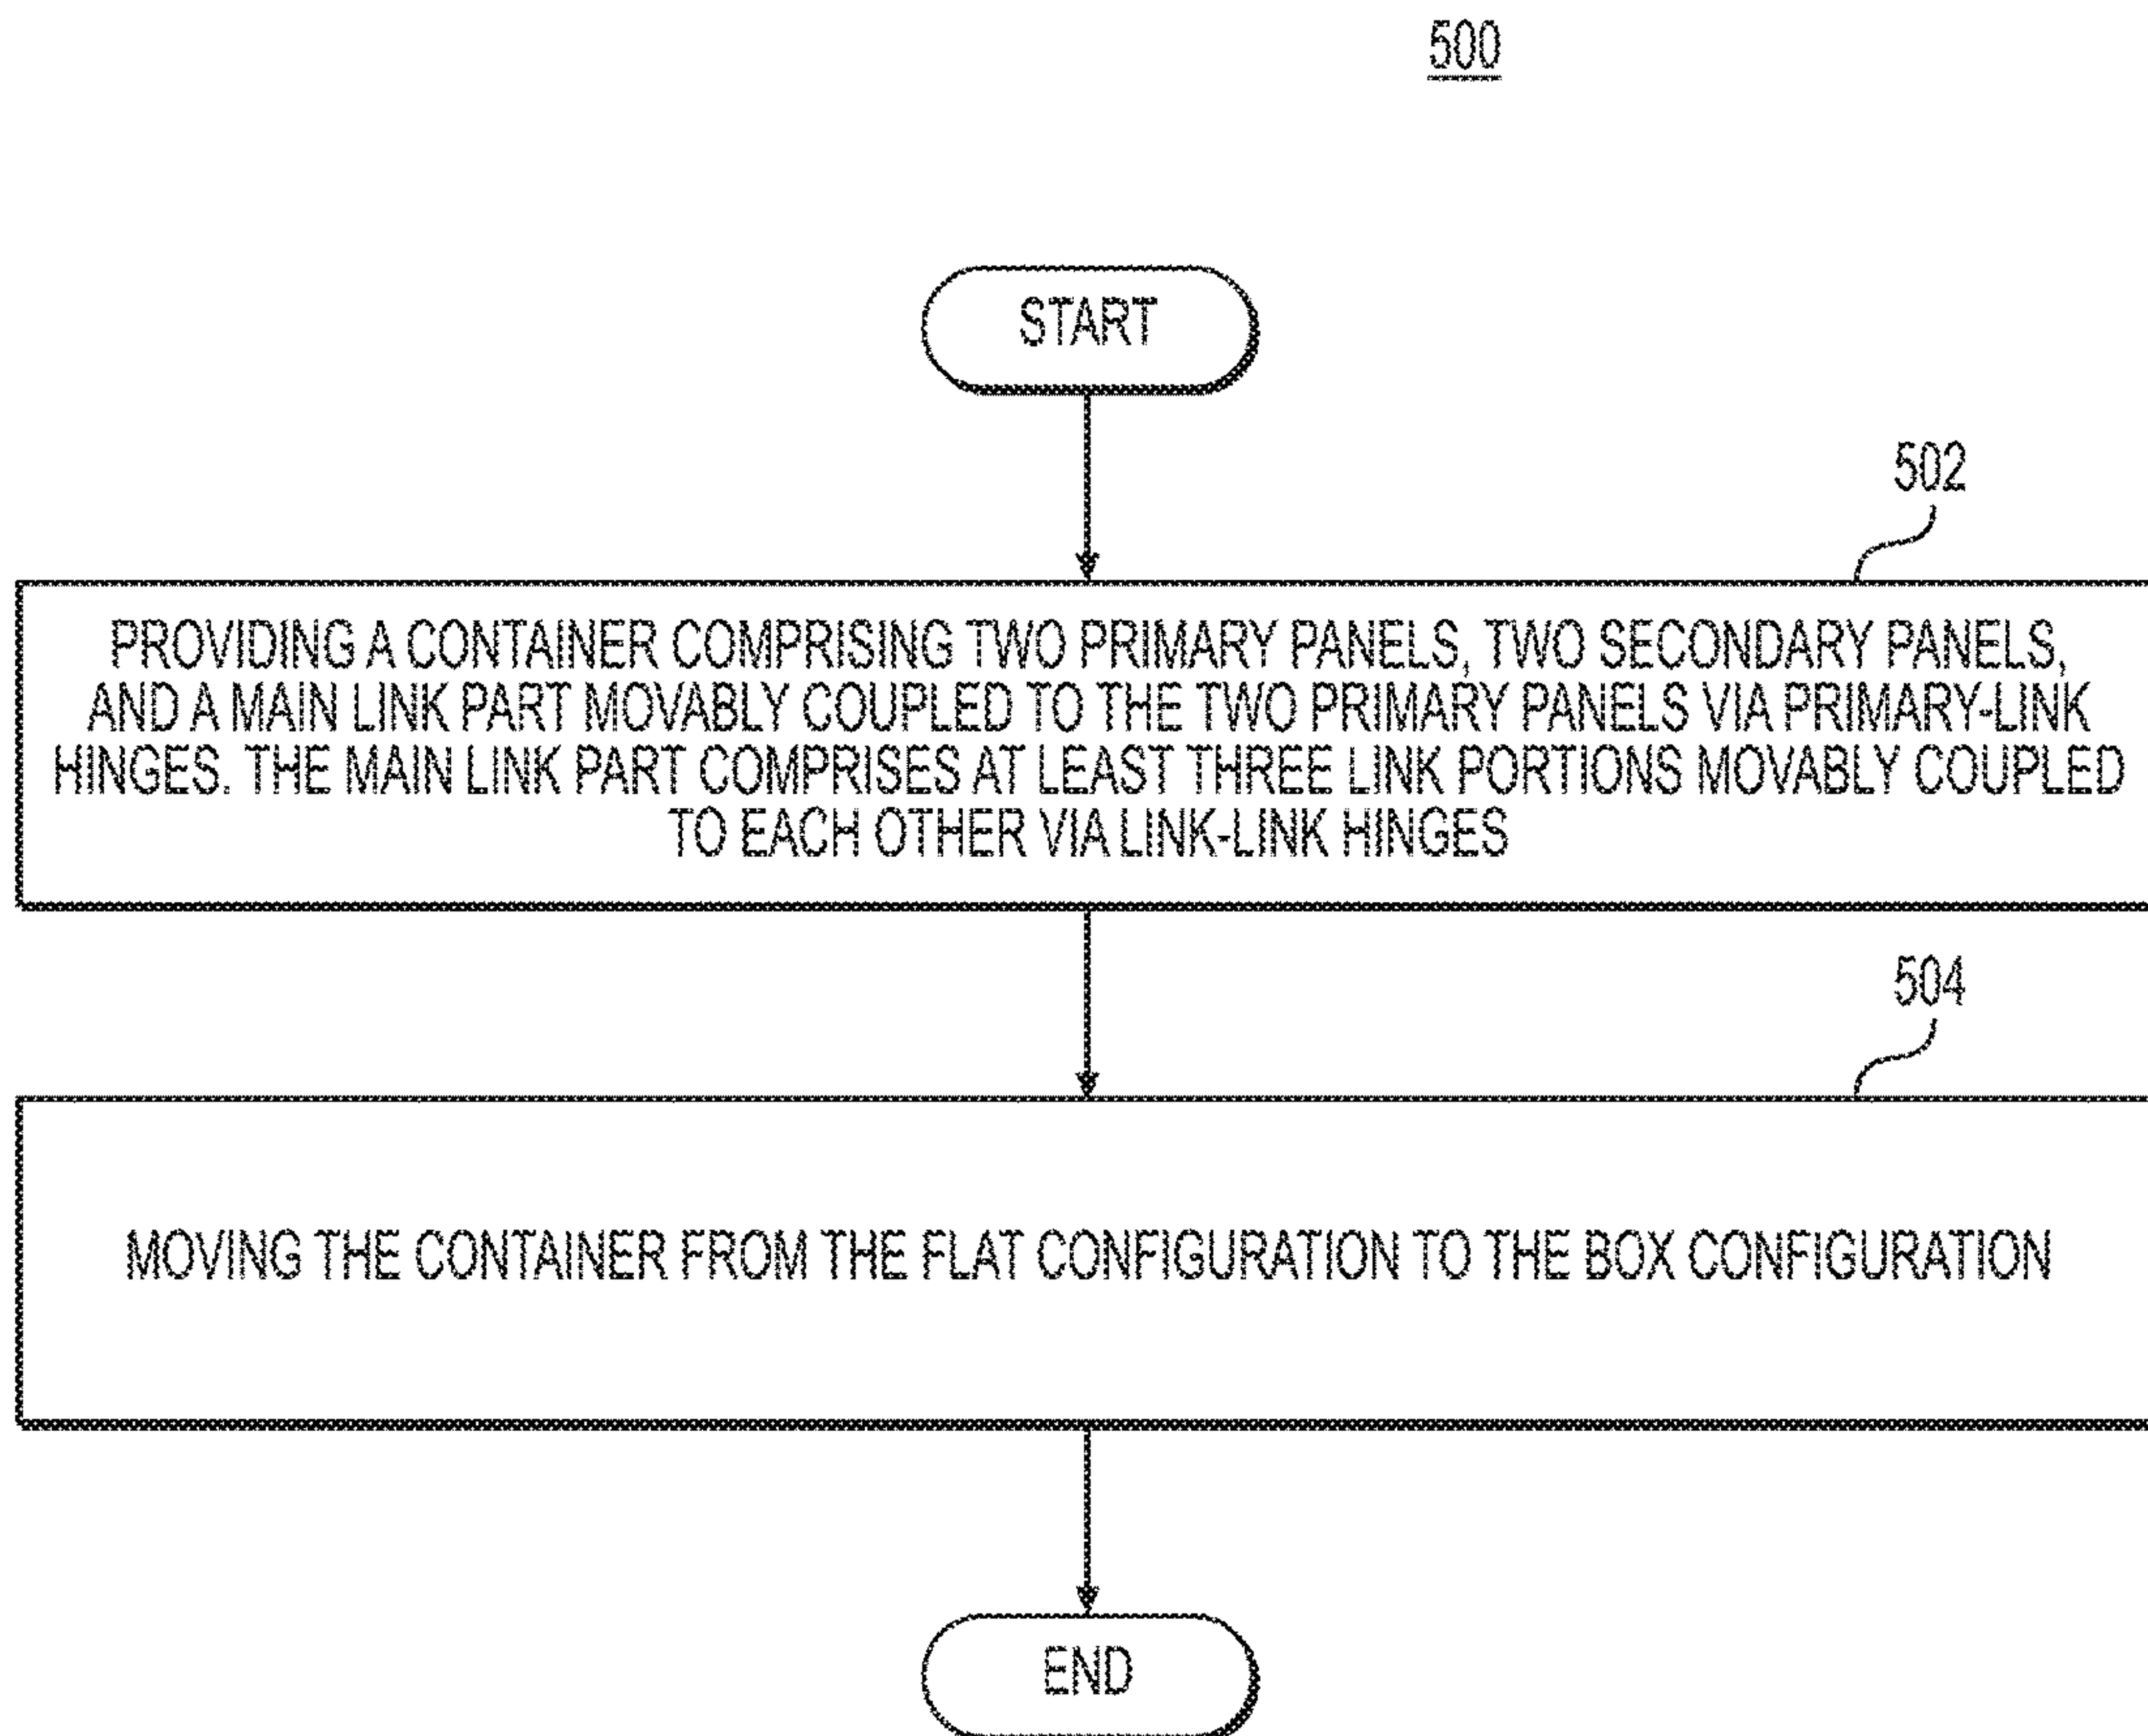 500
START
502
PROVIDING A CONTAINER COMPRISING TWO PRIMARY PANELS, TWO SECONDARY PANELS,
AND A MAIN LINK PART MOVABLY COUPLED TO THE TWO PRIMARY PANELS VIA PRIMARY-LINK
HINGES. THE MAIN LINK PART COMPRISES AT LEAST THREE LINK PORTIONS MOVABLY COUPLED
TO EACH OTHER VIA LINK-LINK HINGES
504
MOVING THE CONTAINER FROM THE FLAT CONFIGURATION TO THE BOX CONFIGURATION
END